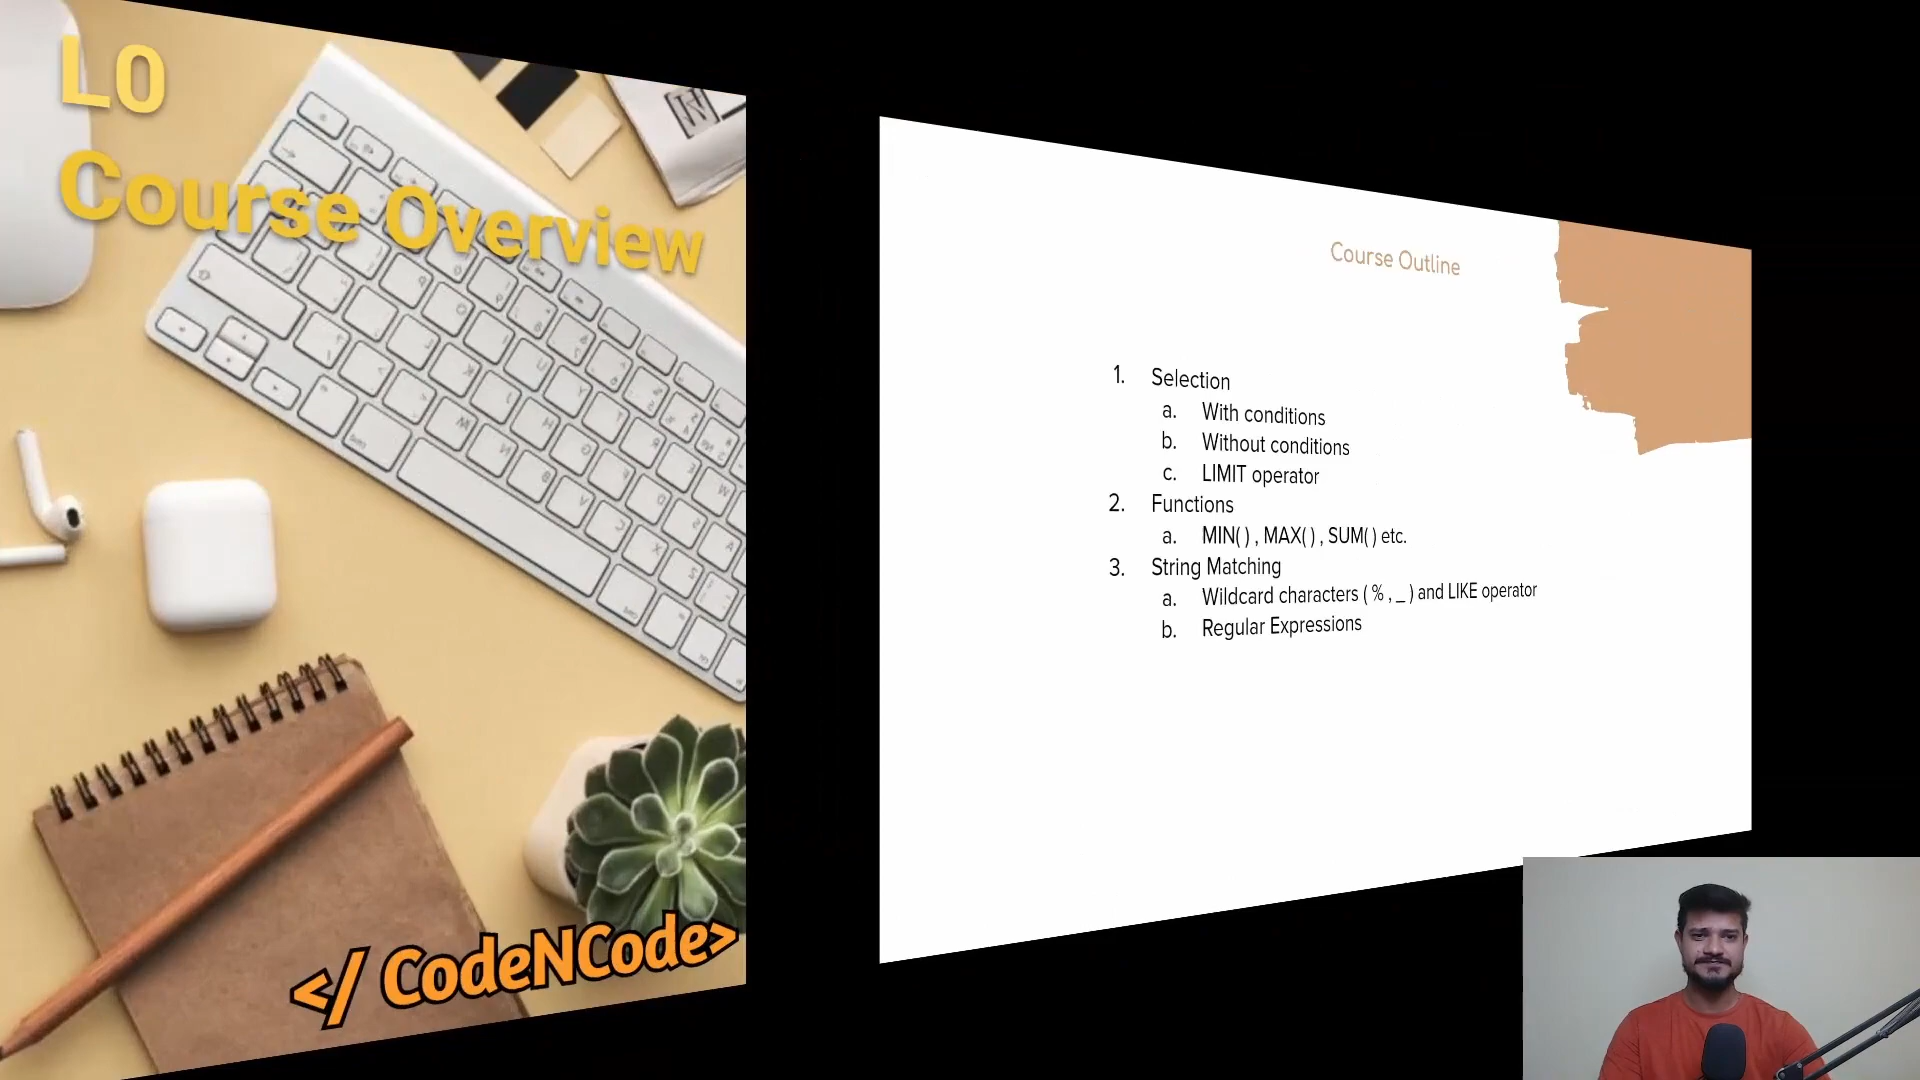 L0
Course Overview
</ CodeNCode>
Course Outline
1. Selection
a. With conditions
b. Without conditions
c. LIMIT operator
2. Functions
a. MIN( ) , MAX( ) , SUM( ) etc.
3. String Matching
a. Wildcard characters ( % , _ ) and LIKE operator
b. Regular Expressions